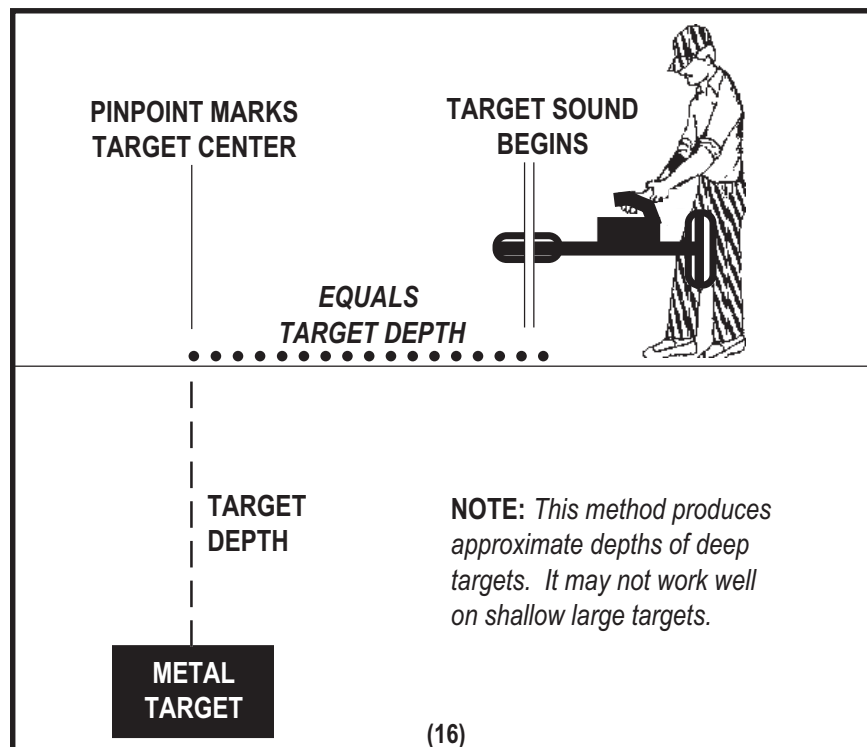 PINPOINT MARKS
TARGET CENTER
TARGET SOUND
BEGINS
EQUALS
TARGET DEPTH
TARGET
DEPTH
NOTE: This method produces
approximate depths of deep
targets. It may not work well
on shallow large targets.
METAL
TARGET
(16)